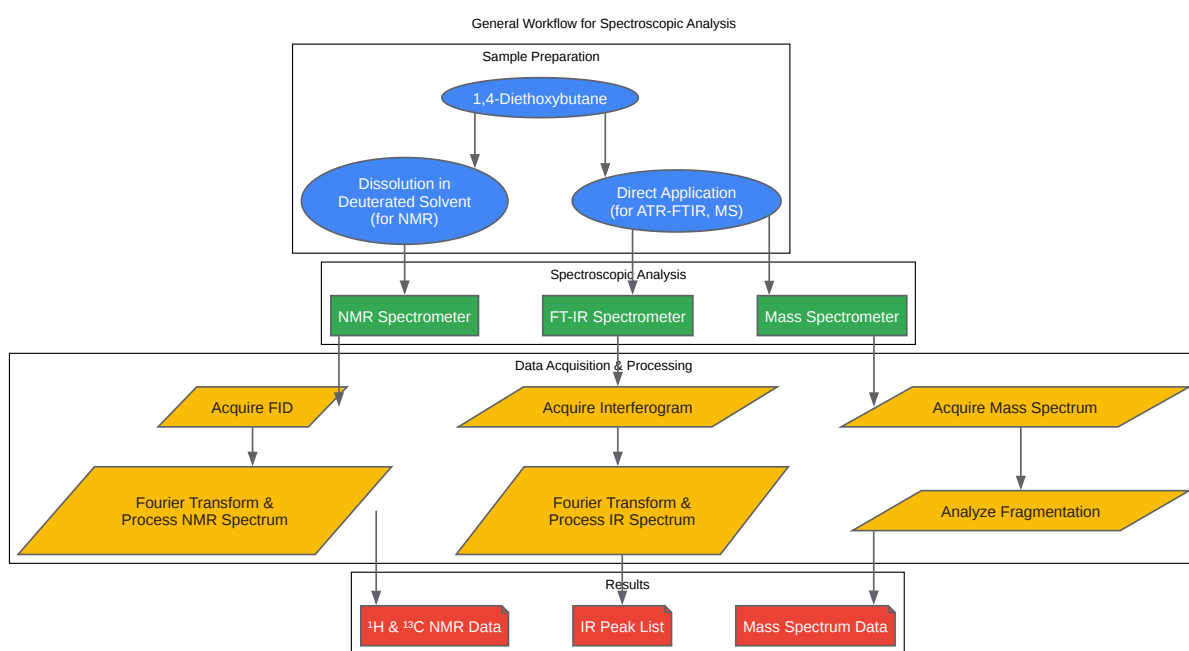 General Workflow for Spectroscopic Analysis
Sample Preparation
1,4-Diethoxybutane
Dissolution in
Deuterated Solvent
(for NMR)
Direct Application
(for ATR-FTIR, MS)
Spectroscopic Analysis
NMR Spectrometer
FT-IR Spectrometer
Mass Spectrometer
Data Acquisition & Processing
Acquire FID
Acquire Interferogram
Acquire Mass Spectrum
Fourier Transform &
Process NMR Spectrum
Fourier Transform &
Process IR Spectrum
Analyze Fragmentation
Results
¹H & ¹³C NMR Data
IR Peak List
Mass Spectrum Data